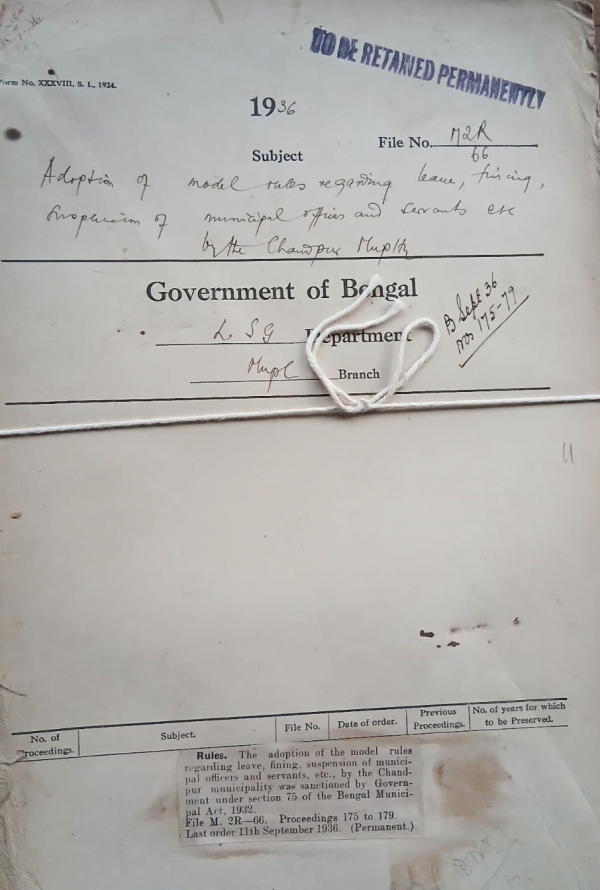 Form No. XXXVIII, S. I., 1924.
TO BE RETAINED PERMANENTLY
1936
File No. M2R
66
Subject
Adoption of model rules regarding leave, fining,
suspension of municipal officers and servants etc
by the Chandpur Muplty
Government of Bengal
L S G Department
Mupl Branch
B Sept 36
nos 175-79
No. of Proceedings.
Subject.
File No.
Date of order.
Previous Proceedings.
No. of years for which to be Preserved.
Rules. The adoption of the model rules
regarding leave, fining, suspension of munici-
pal officers and servants, etc., by the Chand-
pur municipality was sanctioned by Govern-
ment under section 75 of the Bengal Munici-
pal Act, 1932.
File M. 2R—66. Proceedings 175 to 179.
Last order 11th September 1936. (Permanent.)